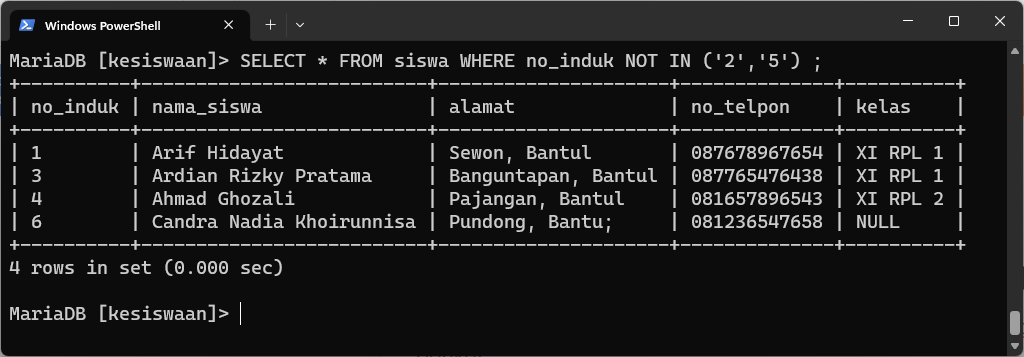 Windows PowerShell
MariaDB [kesiswaan]> SELECT * FROM siswa WHERE no_induk NOT IN ('2','5') ;
+----------+--------------------------+---------------------+--------------+----------+
| no_induk | nama_siswa               | alamat              | no_telpon    | kelas    |
+----------+--------------------------+---------------------+--------------+----------+
| 1        | Arif Hidayat             | Sewon, Bantul       | 087678967654 | XI RPL 1 |
| 3        | Ardian Rizky Pratama     | Banguntapan, Bantul | 087765476438 | XI RPL 1 |
| 4        | Ahmad Ghozali            | Pajangan, Bantul    | 081657896543 | XI RPL 2 |
| 6        | Candra Nadia Khoirunnisa | Pundong, Bantu;     | 081236547658 | NULL     |
+----------+--------------------------+---------------------+--------------+----------+
4 rows in set (0.000 sec)
MariaDB [kesiswaan]>